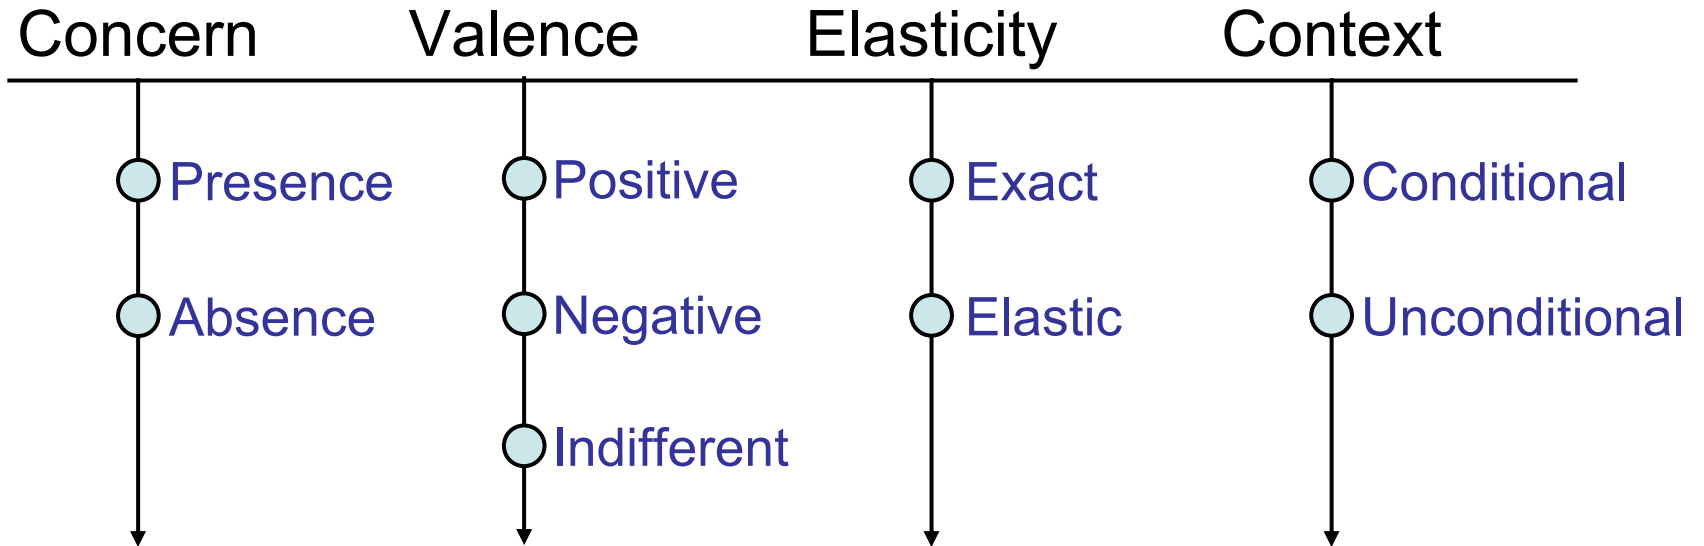 Concern Valence Elasticity Context
Presence Positive Exact Conditional
Absence Negative Elastic Unconditional
Indifferent